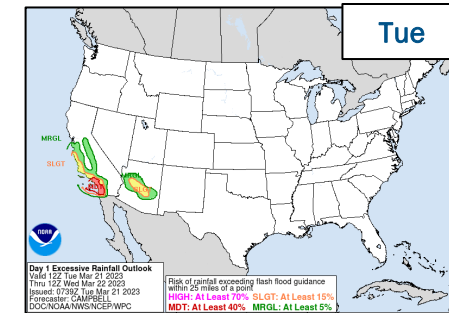 Tue
MRGL
SLGT
MDT
MRGL
SLGT
NOAA
Day 1 Excessive Rainfall Outlook
Valid 12Z Tue Mar 21 2023
Thru 12Z Wed Mar 22 2023
Issued: 0739Z Tue Mar 21 2023
Forecaster: CAMPBELL
DOC/NOAA/NWS/NCEP/WPC
Risk of rainfall exceeding flash flood guidance
within 25 miles of a point
HIGH: At Least 70% SLGT: At Least 15%
MDT: At Least 40% MRGL: At Least 5%